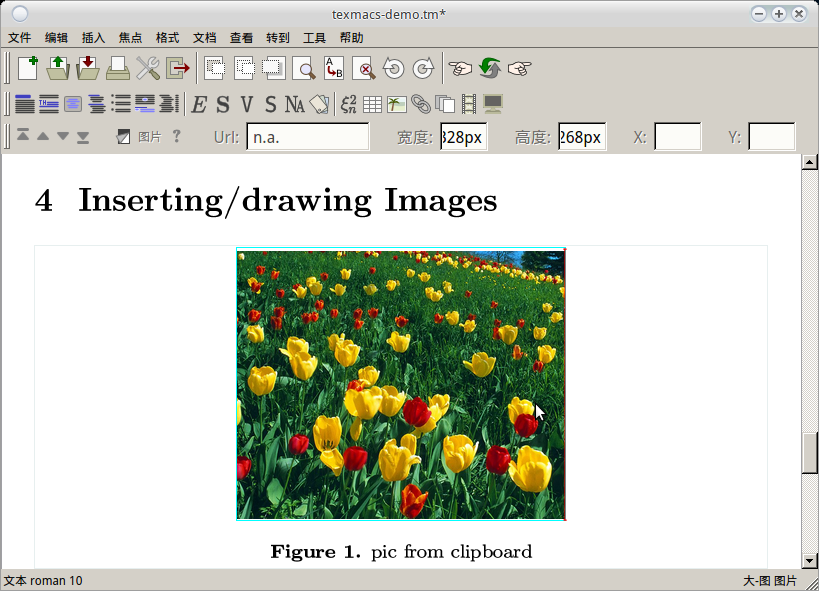 texmacs-demo.tm*
文件 编辑 插入 焦点 格式 文档 查看 转到 工具 帮助
图片 ? Url: n.a. 宽度: 328px 高度: 268px X: Y:
4 Inserting/drawing Images
Figure 1. pic from clipboard
文本 roman 10 大-图 图片